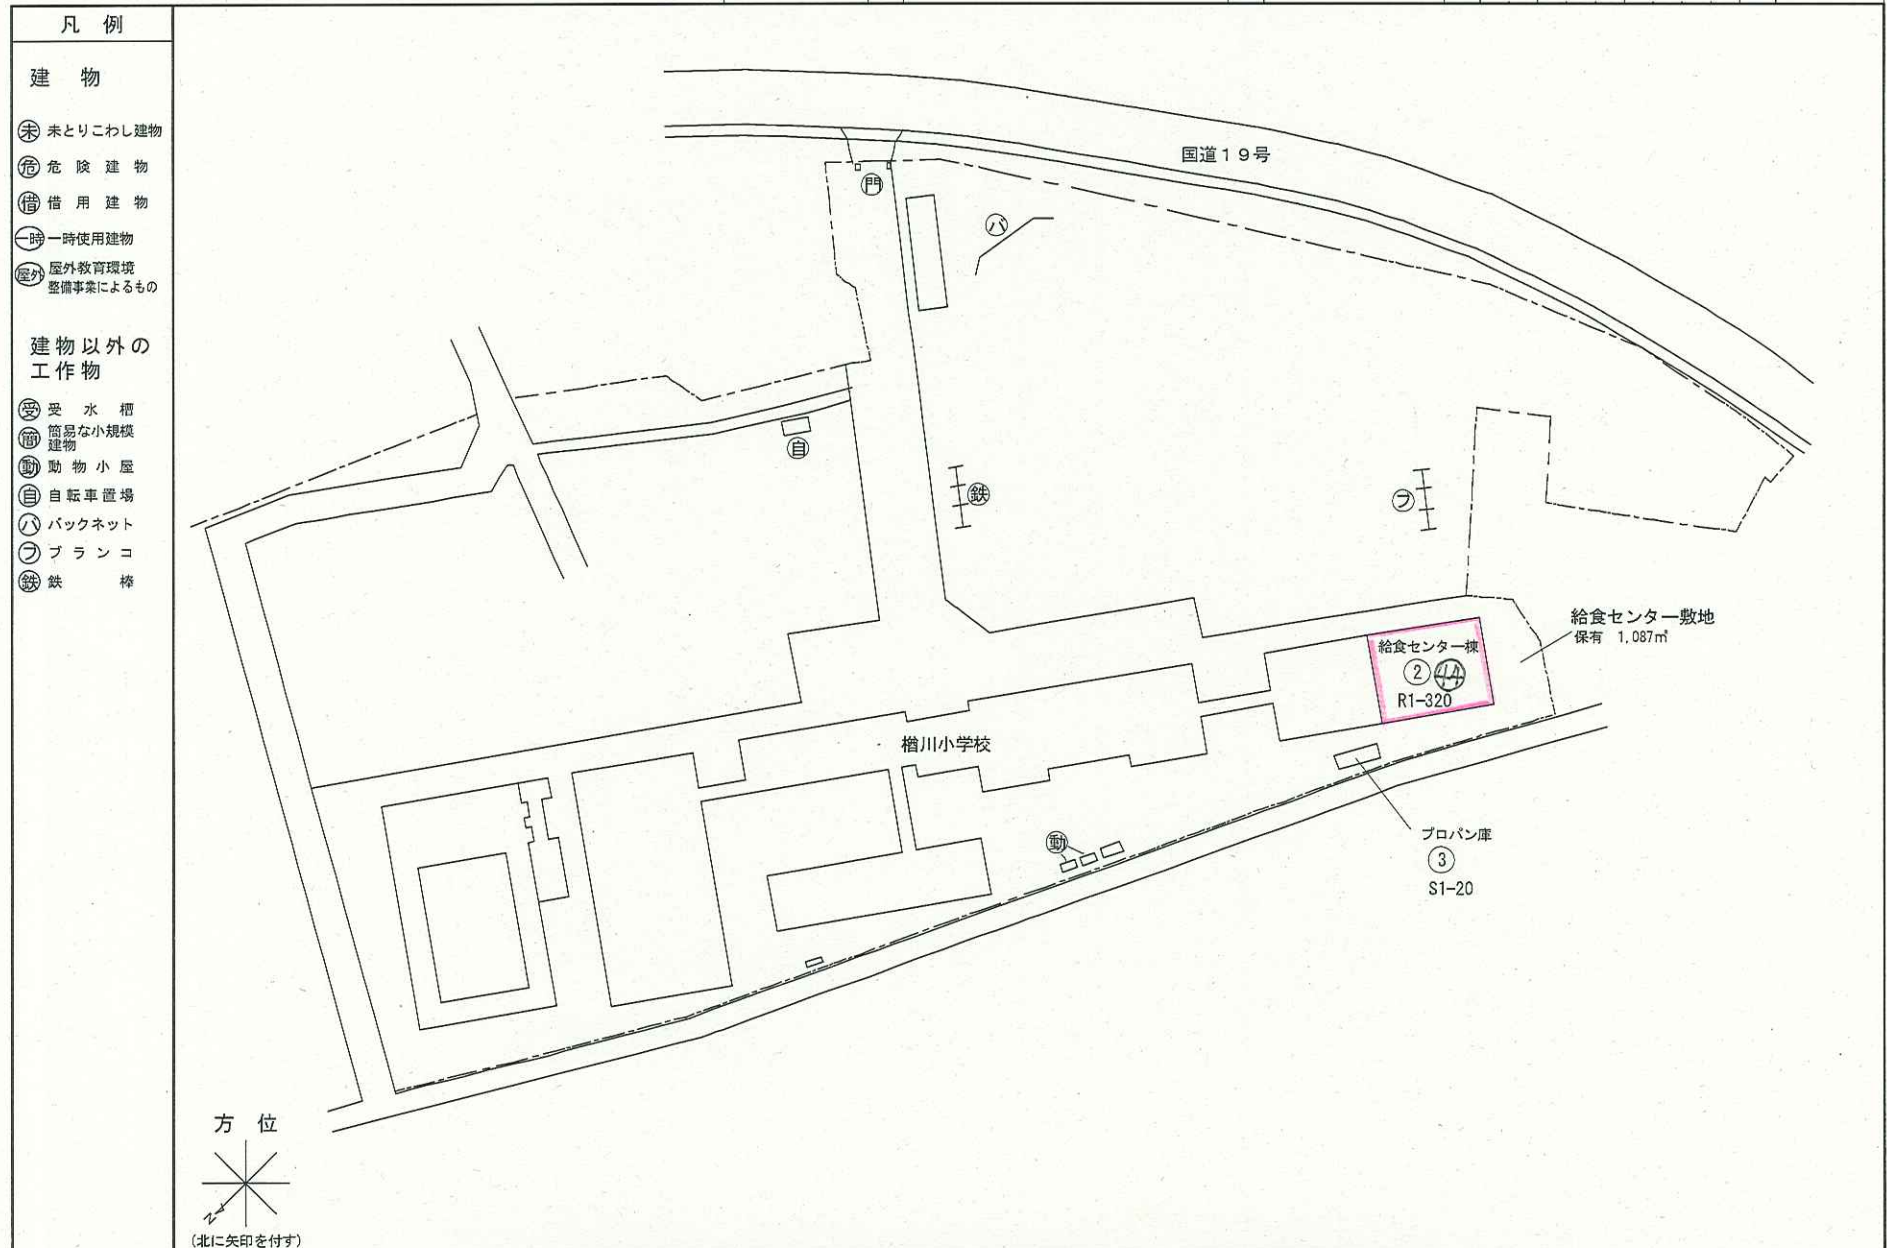 凡 例
建 物
未 未とりこわし建物
危 危 険 建 物
借 借 用 建 物
一時 一時使用建物
屋外 屋外教育環境
整備事業によるもの
建物以外の
工作物
受 受 水 槽
簡 簡易な小規模
建物
動 動 物 小 屋
自 自転車置場
バ バックネット
ブ ブ ラ ン コ
鉄 鉄 棒
国道19号
門
バ
自
鉄
ブ
給食センター敷地
保有 1,087㎡
給食センター棟
② 44
R1-320
楢川小学校
動
プロパン庫
③
S1-20
方 位
N
(北に矢印を付す)